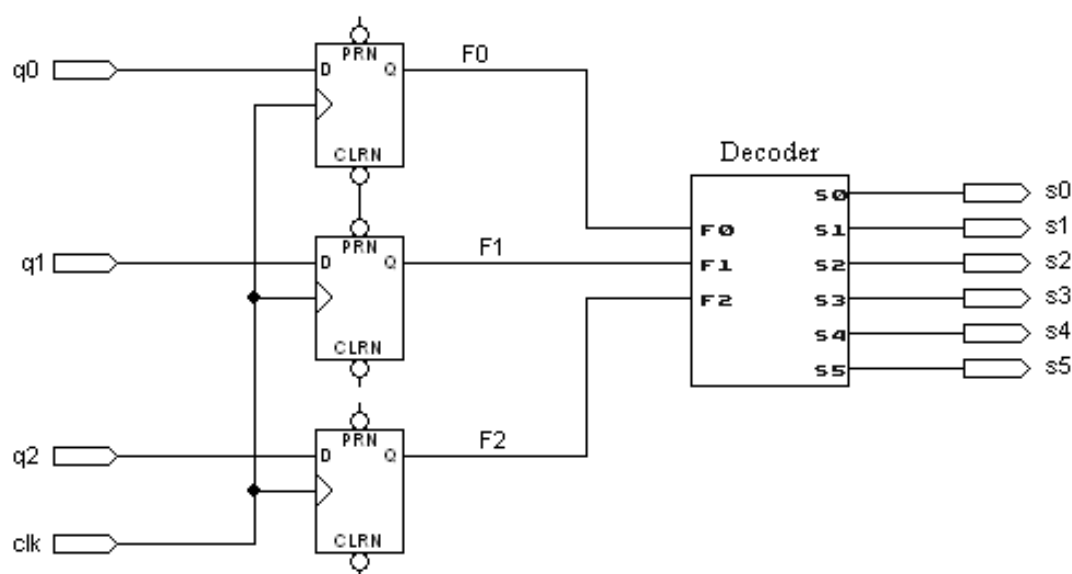 PRN
q0
D
Q
F0
CLRN
Decoder
S0
s0
PRN
F0
S1
s1
q1
D
Q
F1
F1
S2
s2
F2
S3
s3
S4
s4
CLRN
S5
s5
PRN
q2
D
Q
F2
clk
CLRN